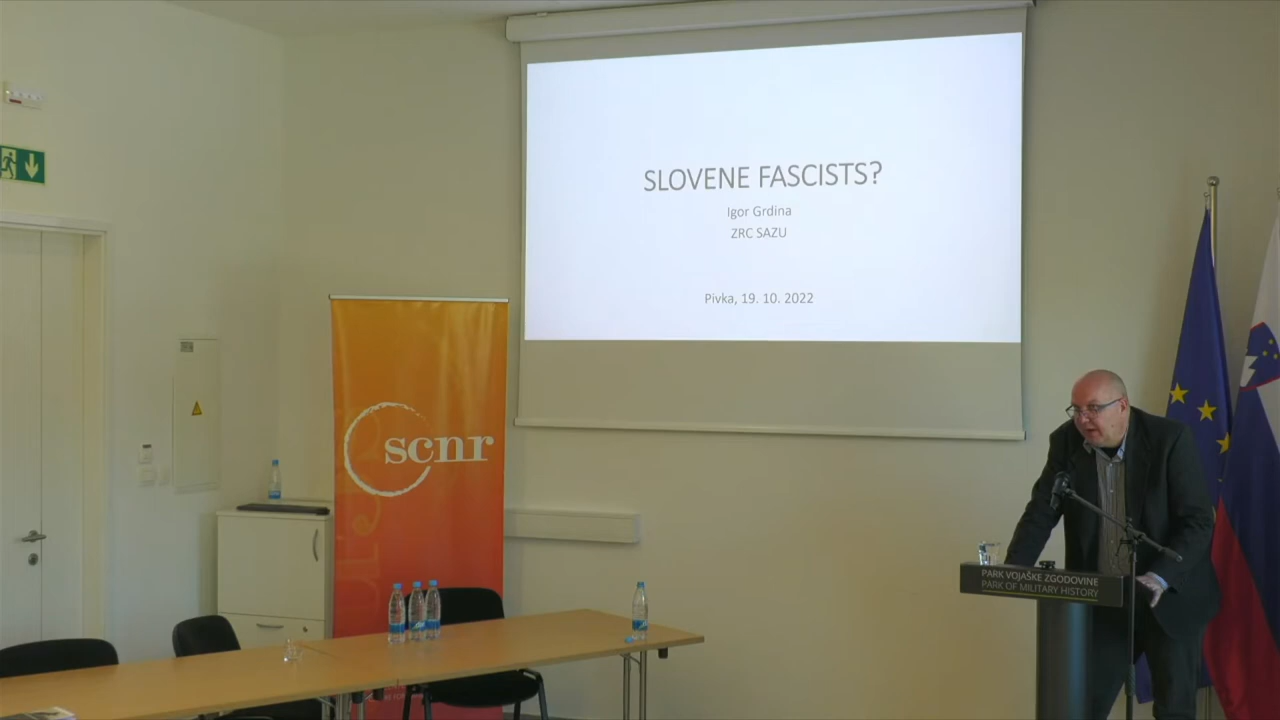 SLOVENE FASCISTS?
Igor Grdina
ZRC SAZU
Pivka, 19. 10. 2022
scnr
PARK VOJAŠKE ZGODOVINE
PARK OF MILITARY HISTORY